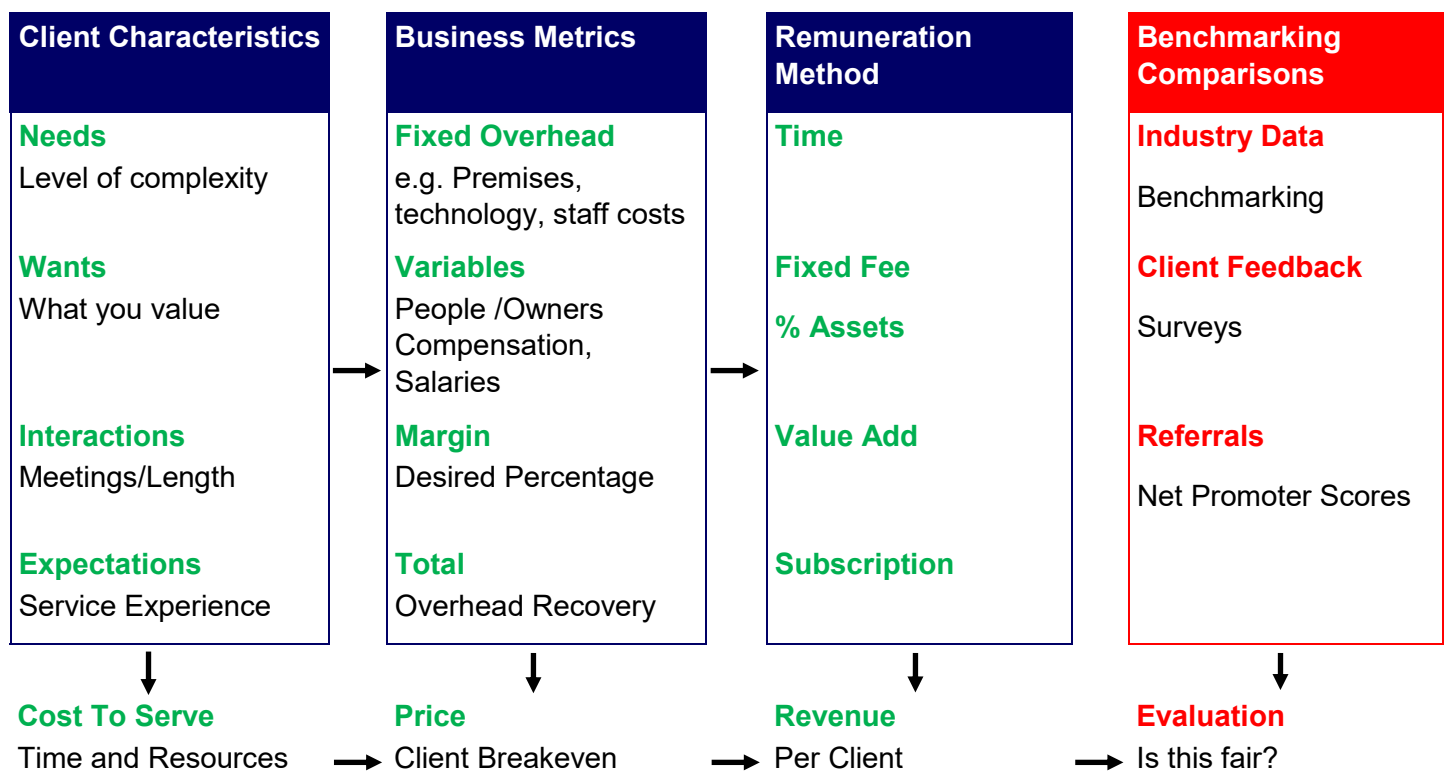 Client Characteristics
Needs
Level of complexity
Wants
What you value
Interactions
Meetings/Length
Expectations
Service Experience
Cost To Serve
Time and Resources
Business Metrics
Fixed Overhead
e.g. Premises,
technology, staff costs
Variables
People /Owners
Compensation,
Salaries
Margin
Desired Percentage
Total
Overhead Recovery
Price
Client Breakeven
Remuneration
Method
Time
Fixed Fee
% Assets
Value Add
Subscription
Revenue
Per Client
Benchmarking
Comparisons
Industry Data
Benchmarking
Client Feedback
Surveys
Referrals
Net Promoter Scores
Evaluation
Is this fair?